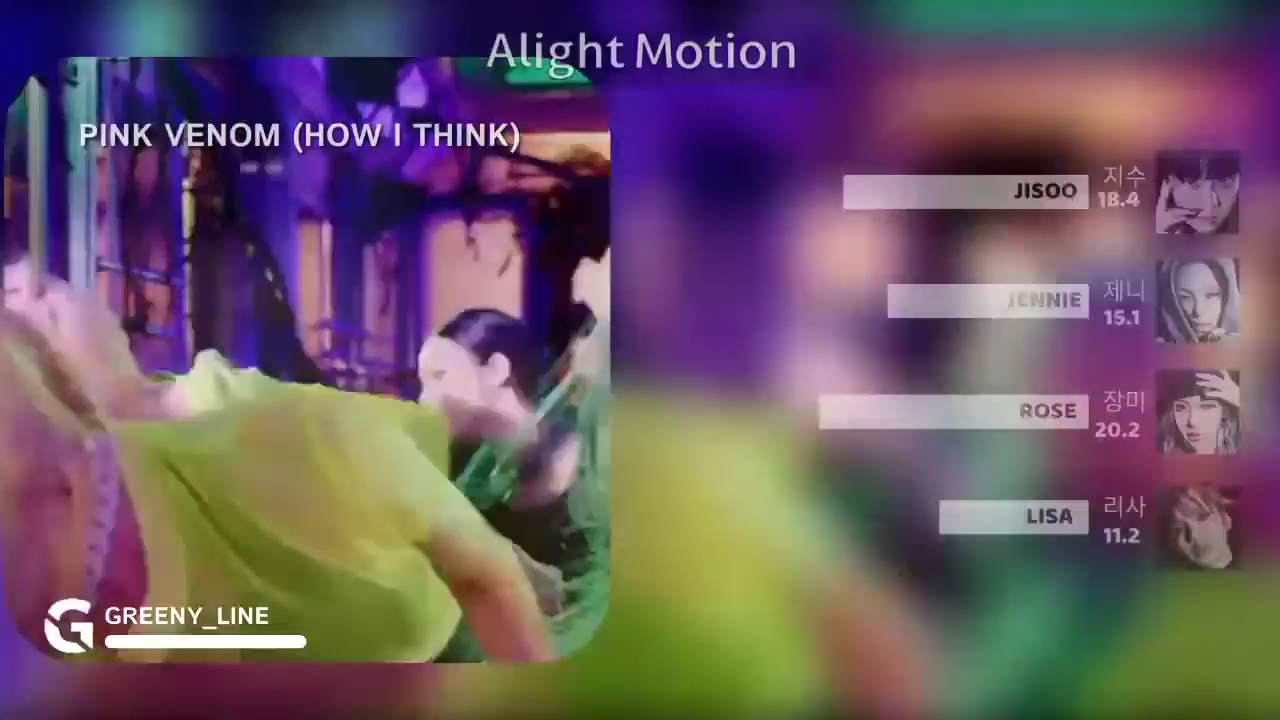 Alight Motion
PINK VENOM (HOW I THINK)
JISOO
지수
18.4
JENNIE
제니
15.1
ROSE
장미
20.2
LISA
리사
11.2
GREENY_LINE